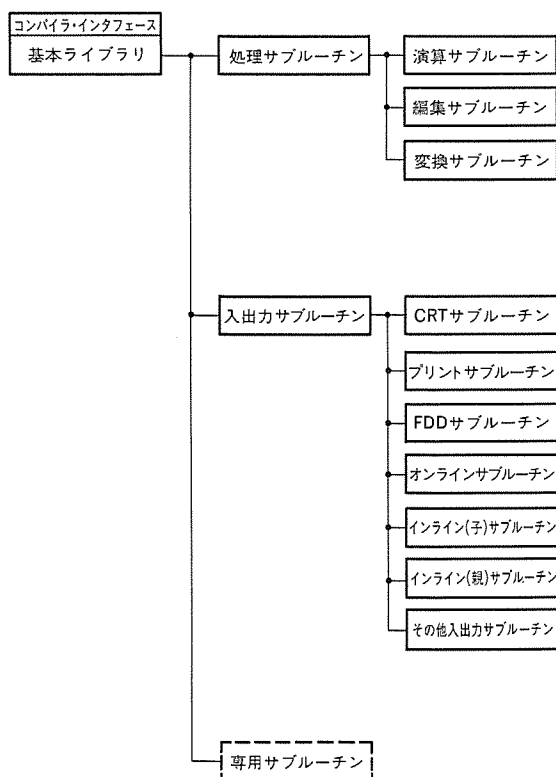 コンパイラ・インタフェース
基本ライブラリ
処理サブルーチン
演算サブルーチン
編集サブルーチン
変換サブルーチン
入出力サブルーチン
CRTサブルーチン
プリントサブルーチン
FDDサブルーチン
オンラインサブルーチン
インライン(子)サブルーチン
インライン(親)サブルーチン
その他入出力サブルーチン
専用サブルーチン